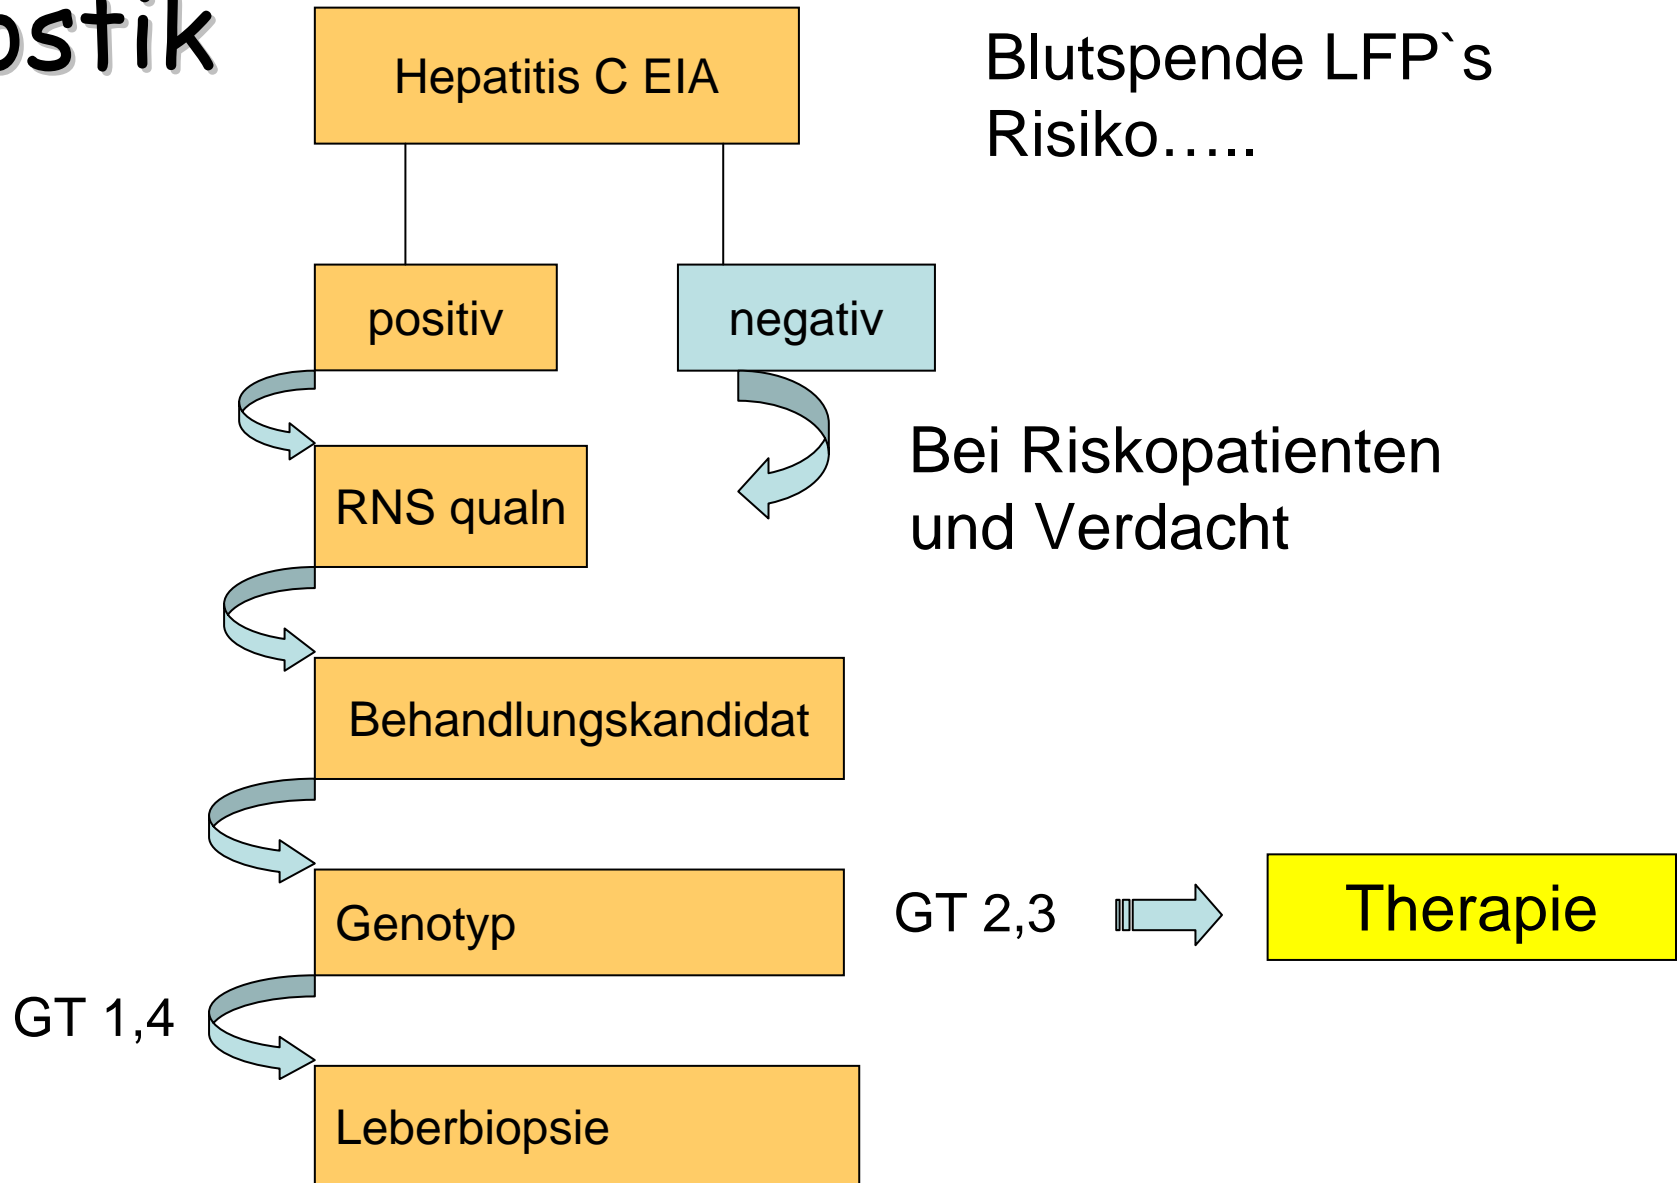 ostik
Hepatitis C EIA
Blutspende LFP`s
Risiko…..
positiv
negativ
Bei Riskopatienten
und Verdacht
RNS qualn
Behandlungskandidat
Genotyp
GT 2,3
Therapie
GT 1,4
Leberbiopsie